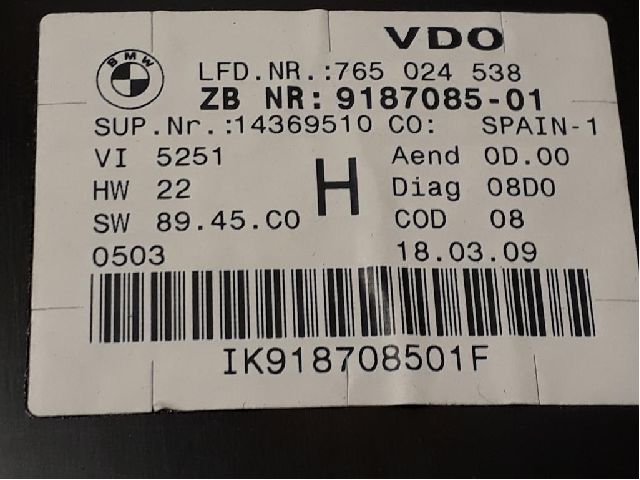 VDO
BMW
LFD.NR.:765 024 538
ZB NR: 9187085-01
SUP.Nr.:14369510 CO: SPAIN-1
VI 5251 Aend 0D.00
HW 22 H Diag 08D0
SW 89.45.C0 COD 08
0503 18.03.09
IK918708501F